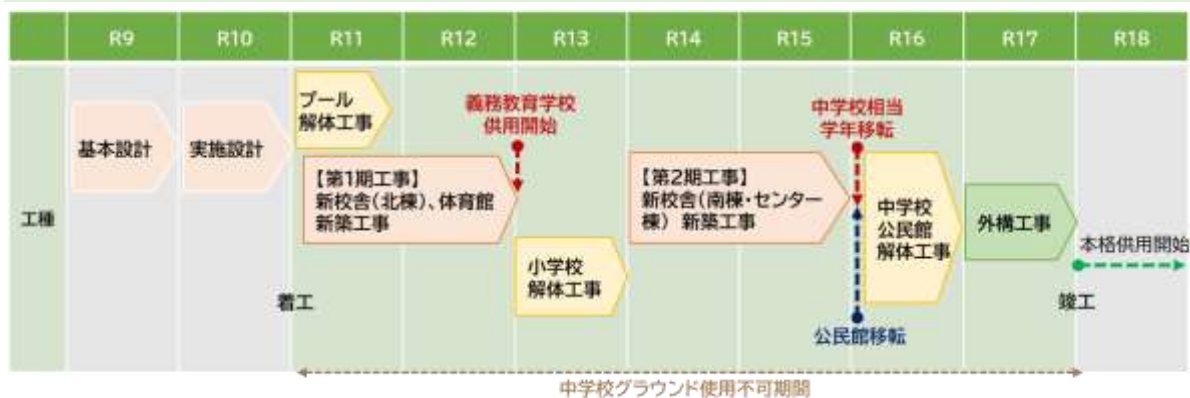 R9 R10 R11 R12 R13 R14 R15 R16 R17 R18
工種
基本設計
実施設計
プール
解体工事
【第1期工事】
新校舎(北棟)、体育館
新築工事
義務教育学校
供用開始
小学校
解体工事
【第2期工事】
新校舎(南棟・センター
棟) 新築工事
中学校相当
学年移転
中学校
公民館
解体工事
公民館移転
外構工事
本格供用開始
着工
竣工
中学校グラウンド使用不可期間